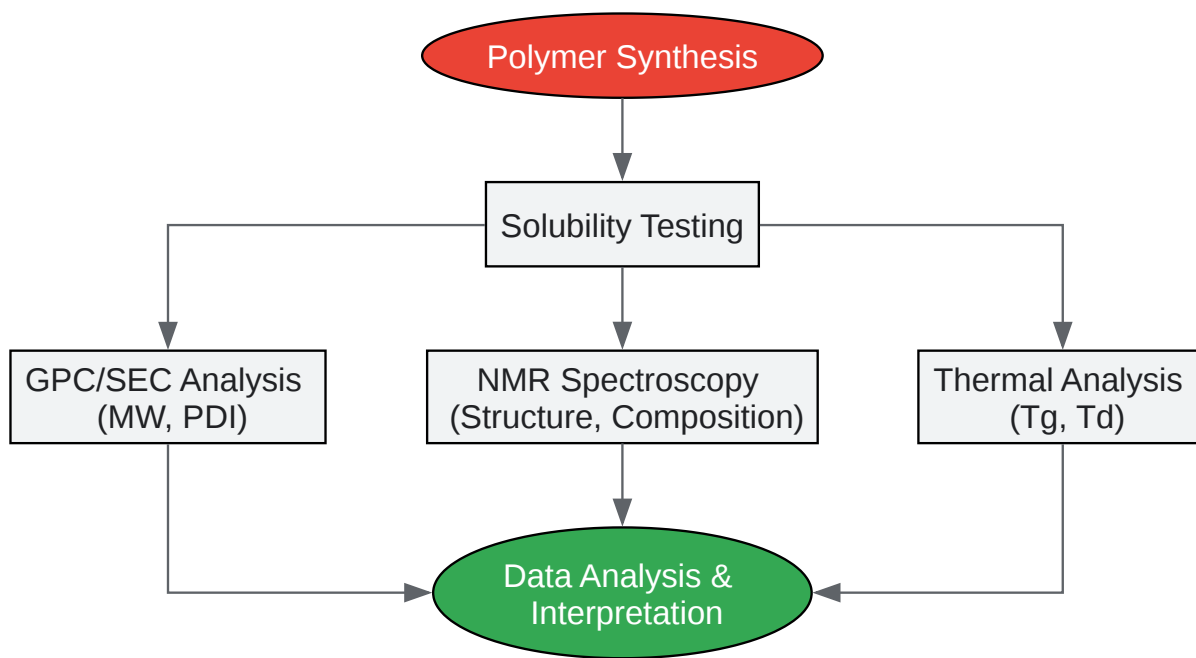 Polymer Synthesis
Solubility Testing
GPC/SEC Analysis
(MW, PDI)
NMR Spectroscopy
(Structure, Composition)
Thermal Analysis
(Tg, Td)
Data Analysis &
Interpretation